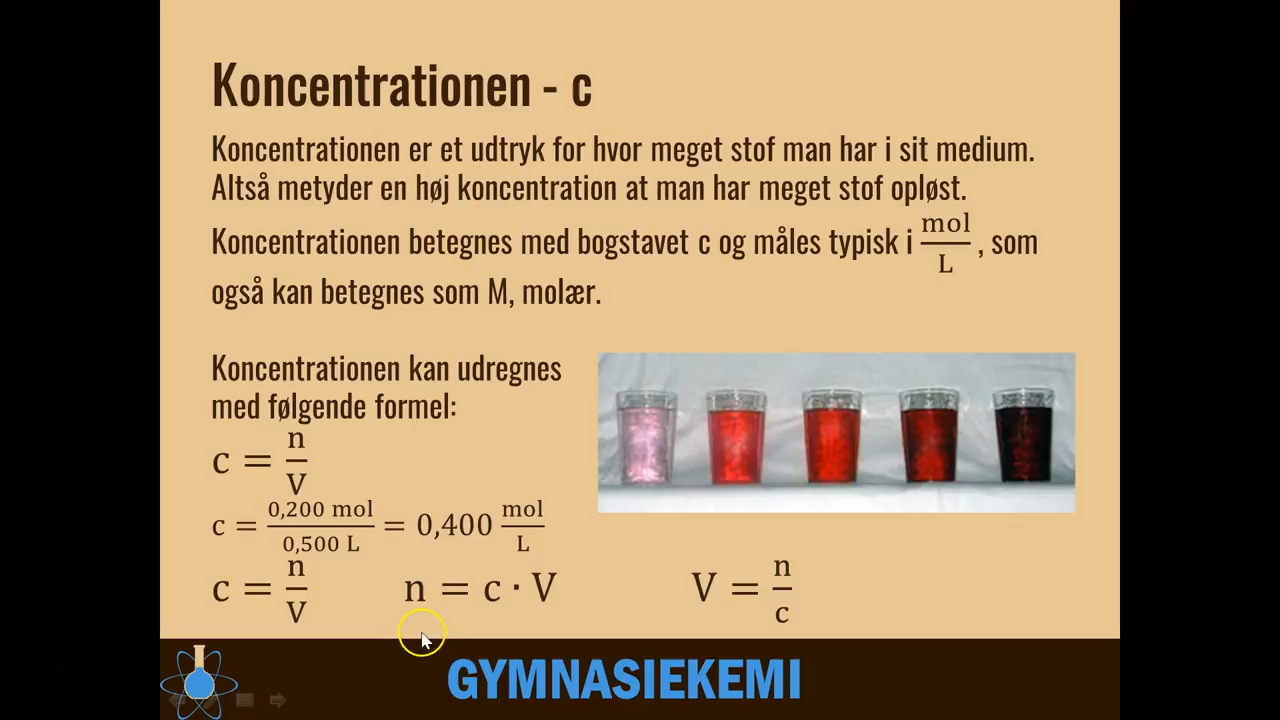 Koncentrationen - c
Koncentrationen er et udtryk for hvor meget stof man har i sit medium.
Altså metyder en høj koncentration at man har meget stof opløst.
Koncentrationen betegnes med bogstavet c og måles typisk i mol/L , som
også kan betegnes som M, molær.
Koncentrationen kan udregnes
med følgende formel:
c = n/V
c = 0,200 mol/0,500 L = 0,400 mol/L
c = n/V n = c · V V = n/c
GYMNASIEKEMI